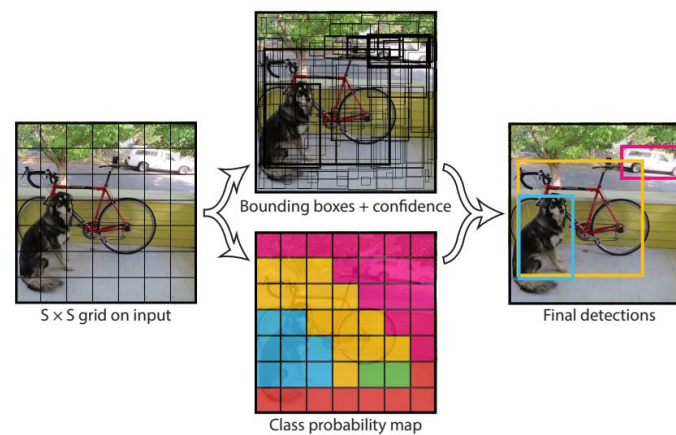 Bounding boxes + confidence
S × S grid on input
Final detections
Class probability map